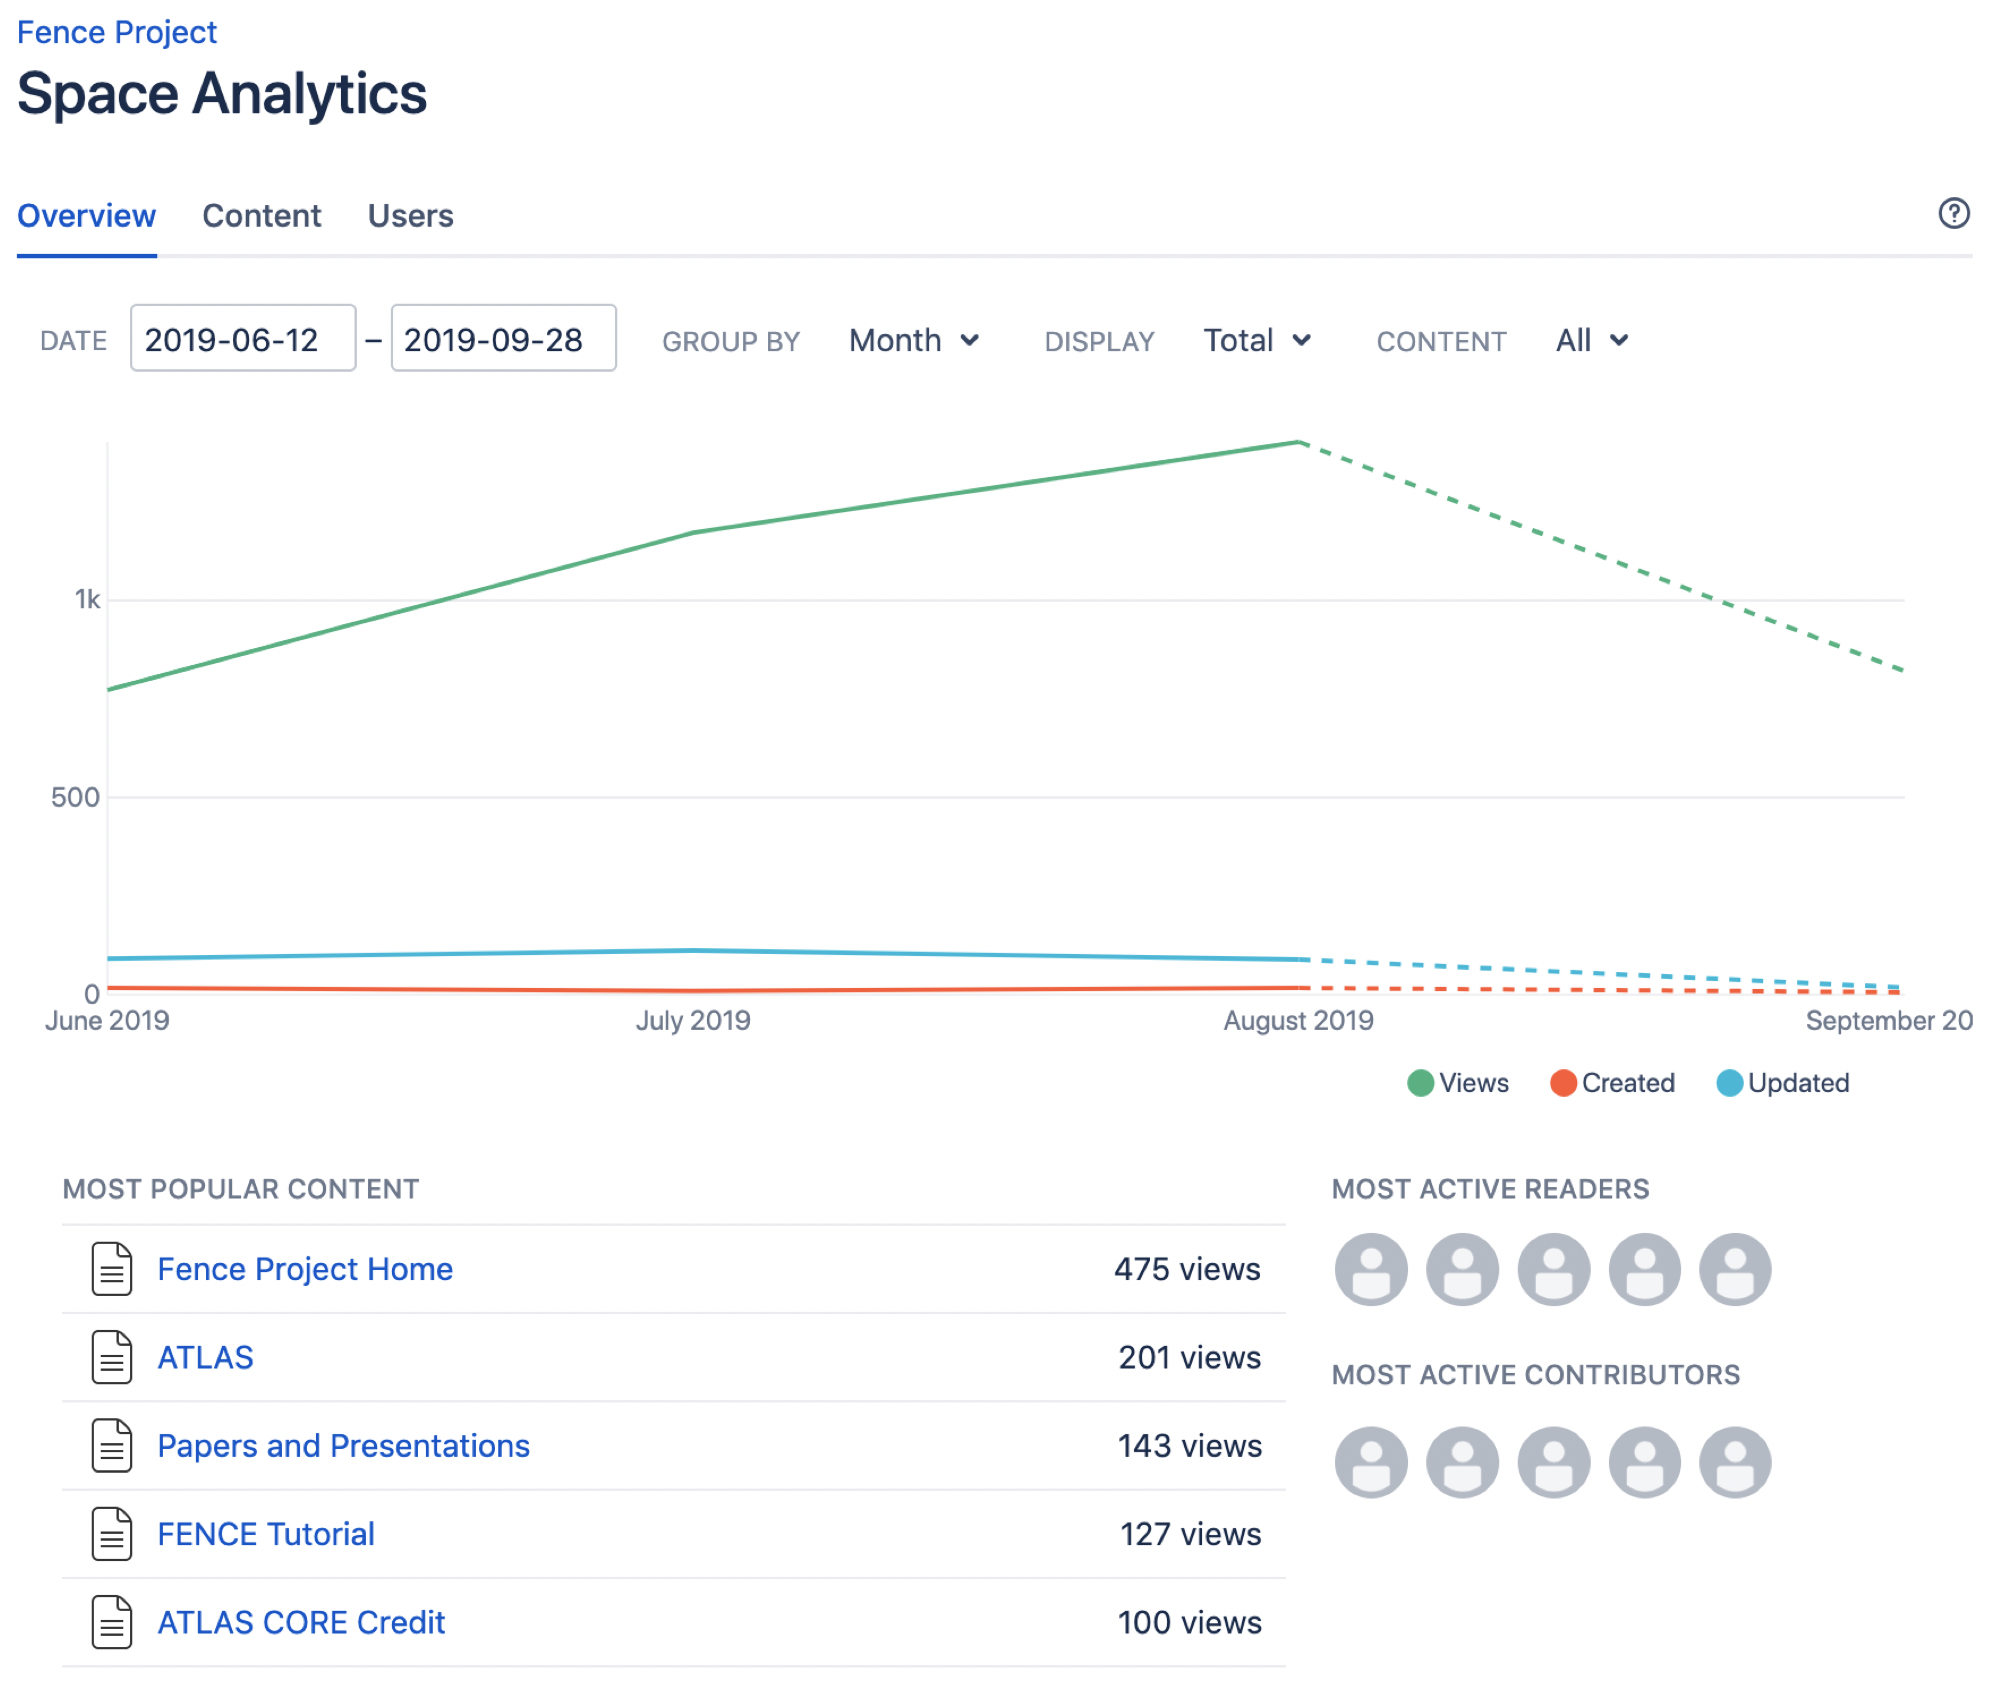 Fence Project
Space Analytics
Overview Content Users
DATE 2019-06-12 – 2019-09-28 GROUP BY Month DISPLAY Total CONTENT All
1k
500
0
June 2019 July 2019 August 2019 September 20
Views Created Updated
MOST POPULAR CONTENT
Fence Project Home 475 views
ATLAS 201 views
Papers and Presentations 143 views
FENCE Tutorial 127 views
ATLAS CORE Credit 100 views
MOST ACTIVE READERS
MOST ACTIVE CONTRIBUTORS